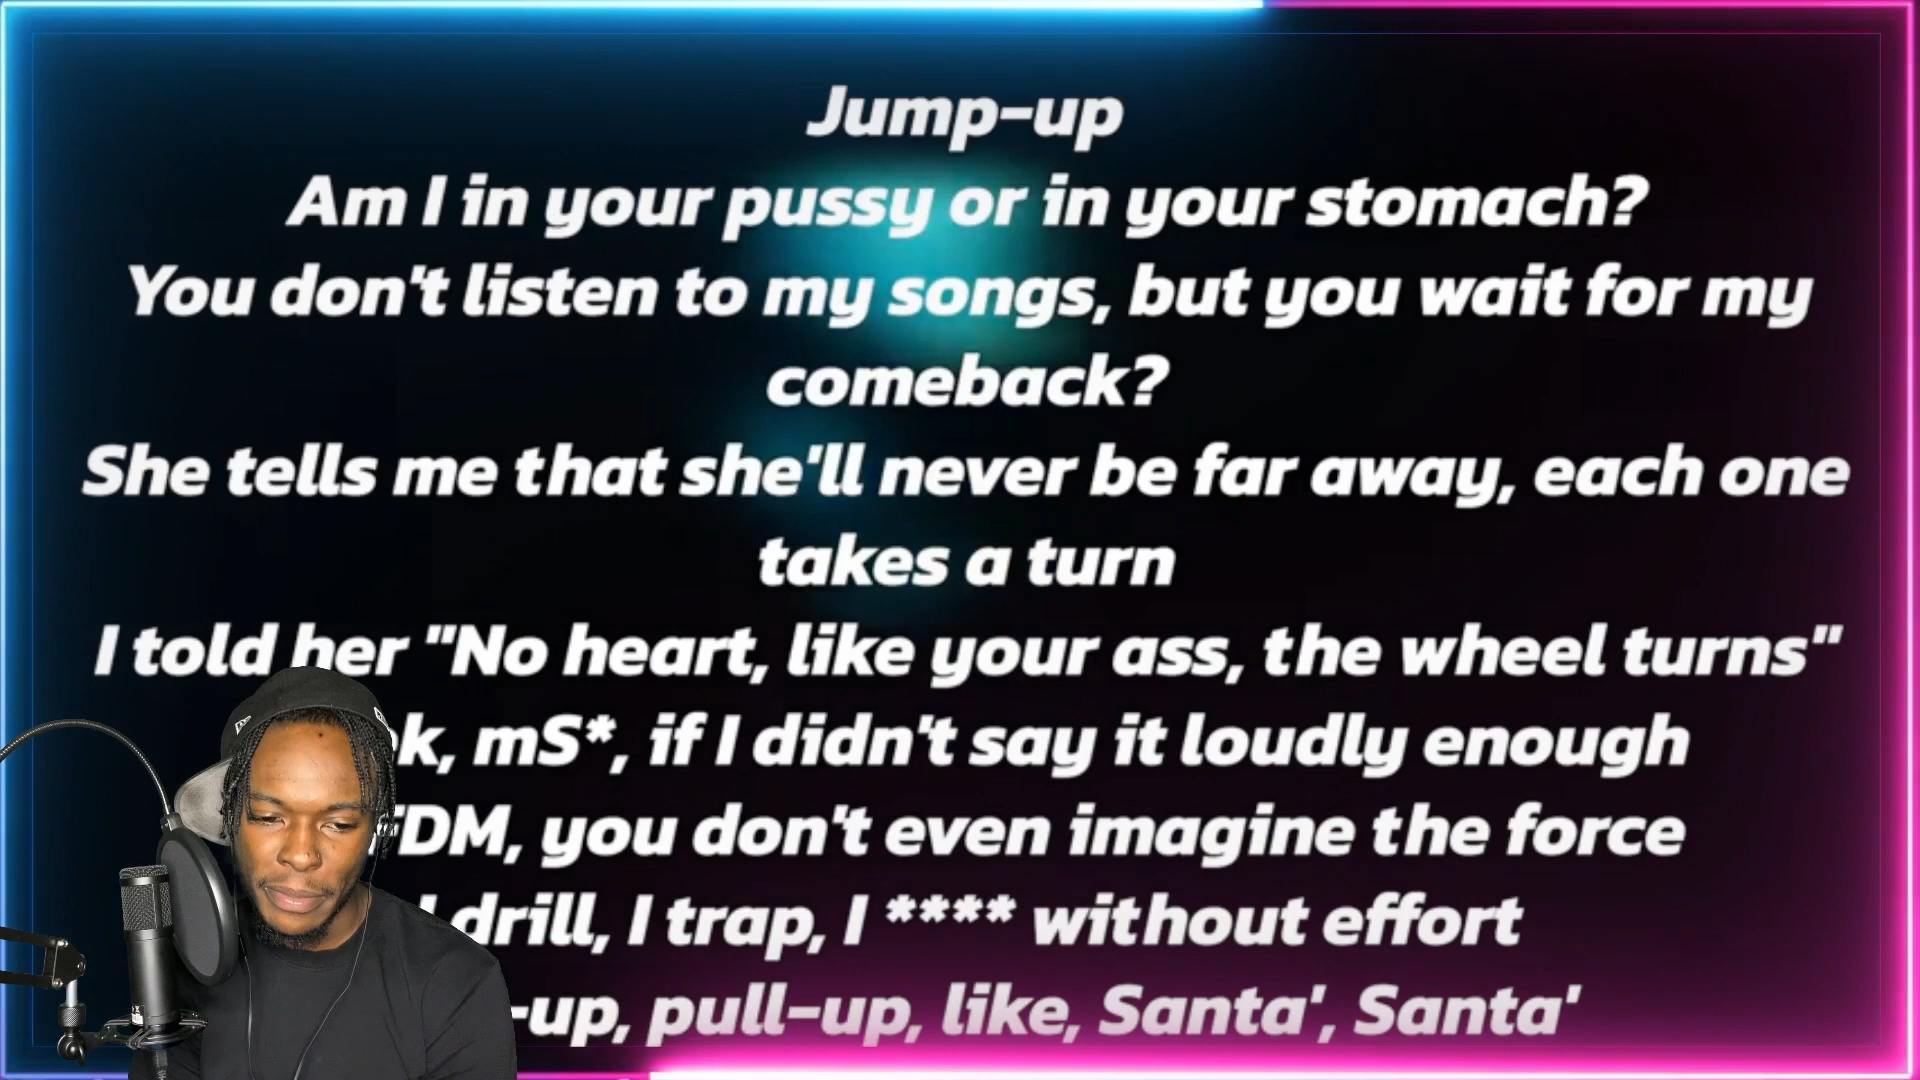 Jump-up
Am I in your pussy or in your stomach?
You don't listen to my songs, but you wait for my
comeback?
She tells me that she'll never be far away, each one
takes a turn
I told her "No heart, like your ass, the wheel turns"
mS*, if I didn't say it loudly enough
you don't even imagine the force
drill, I trap, I **** without effort
-up, pull-up, like, Santa', Santa'